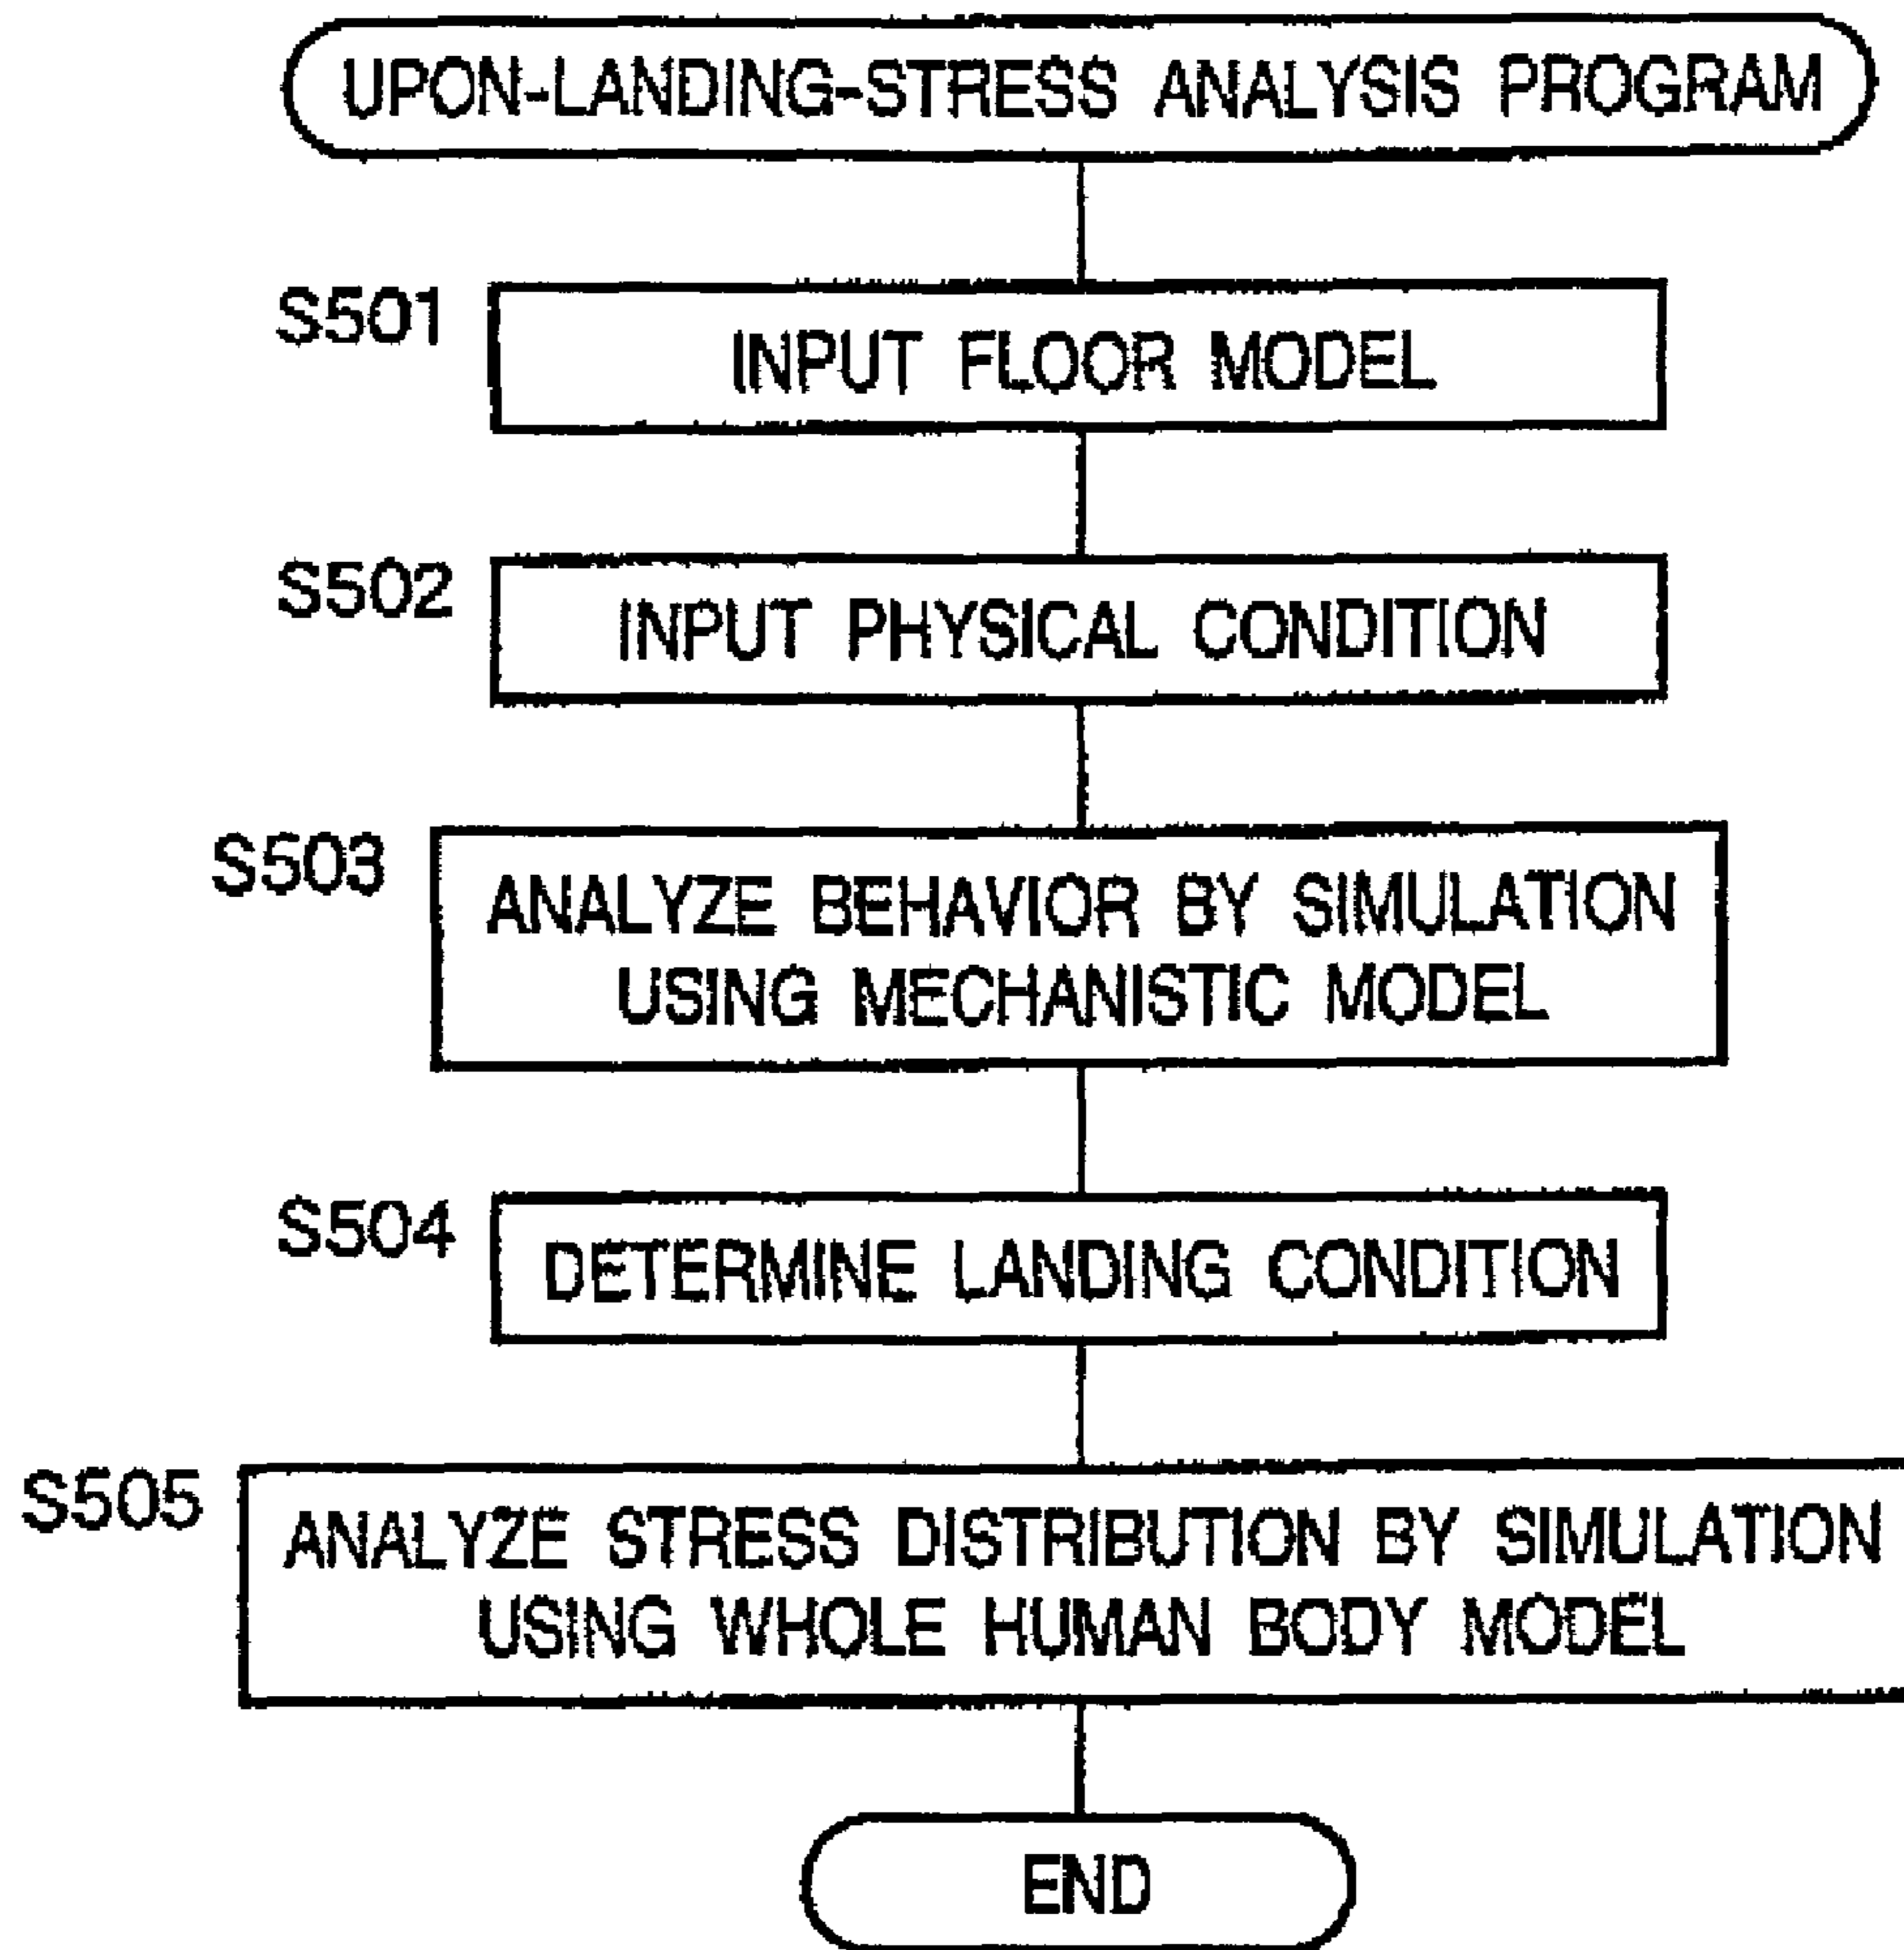 UPON-LANDING-STRESS ANALYSIS PROGRAM
S501
INPUT FLOOR MODEL
S502
INPUT PHYSICAL CONDITION
S503
ANALYZE BEHAVIOR BY SIMULATION
USING MECHANISTIC MODEL
S504
DETERMINE LANDING CONDITION
S505
ANALYZE STRESS DISTRIBUTION BY SIMULATION
USING WHOLE HUMAN BODY MODEL
END